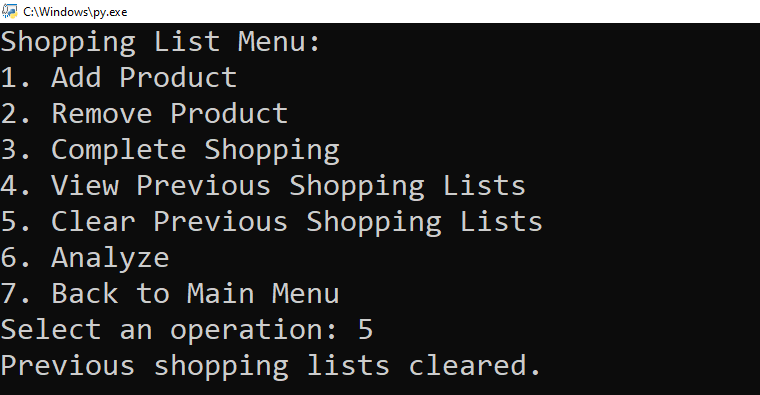 C:\Windows\py.exe
Shopping List Menu:
1. Add Product
2. Remove Product
3. Complete Shopping
4. View Previous Shopping Lists
5. Clear Previous Shopping Lists
6. Analyze
7. Back to Main Menu
Select an operation: 5
Previous shopping lists cleared.